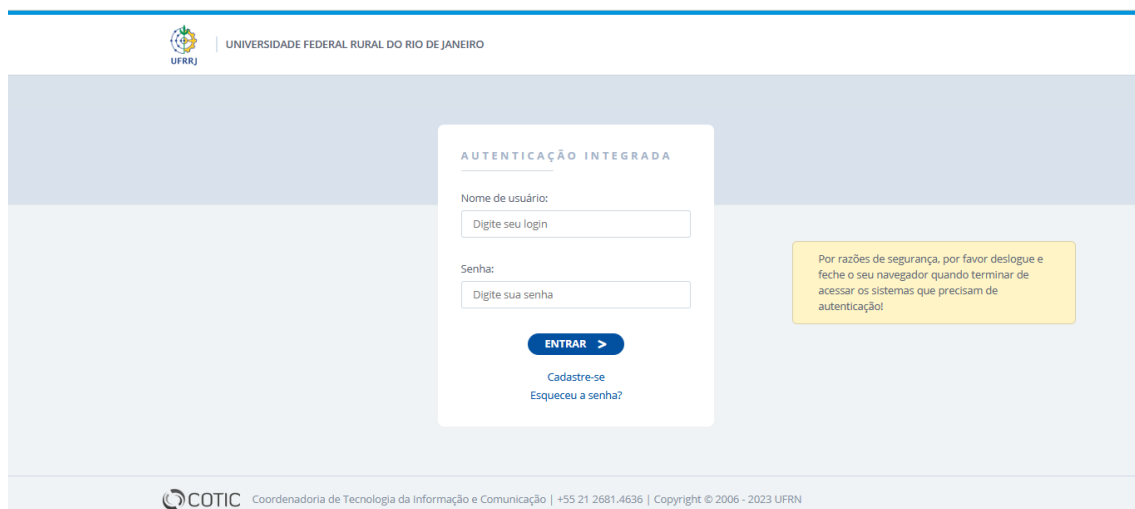 UFRRJ
UNIVERSIDADE FEDERAL RURAL DO RIO DE JANEIRO
AUTENTICAÇÃO INTEGRADA
Nome de usuário:
Digite seu login
Senha:
Digite sua senha
ENTRAR >
Cadastre-se
Esqueceu a senha?
Por razões de segurança, por favor deslogue e
feche o seu navegador quando terminar de
acessar os sistemas que precisam de
autenticação!
COTIC Coordenadoria de Tecnologia da Informação e Comunicação | +55 21 2681.4636 | Copyright © 2006 - 2023 UFRN